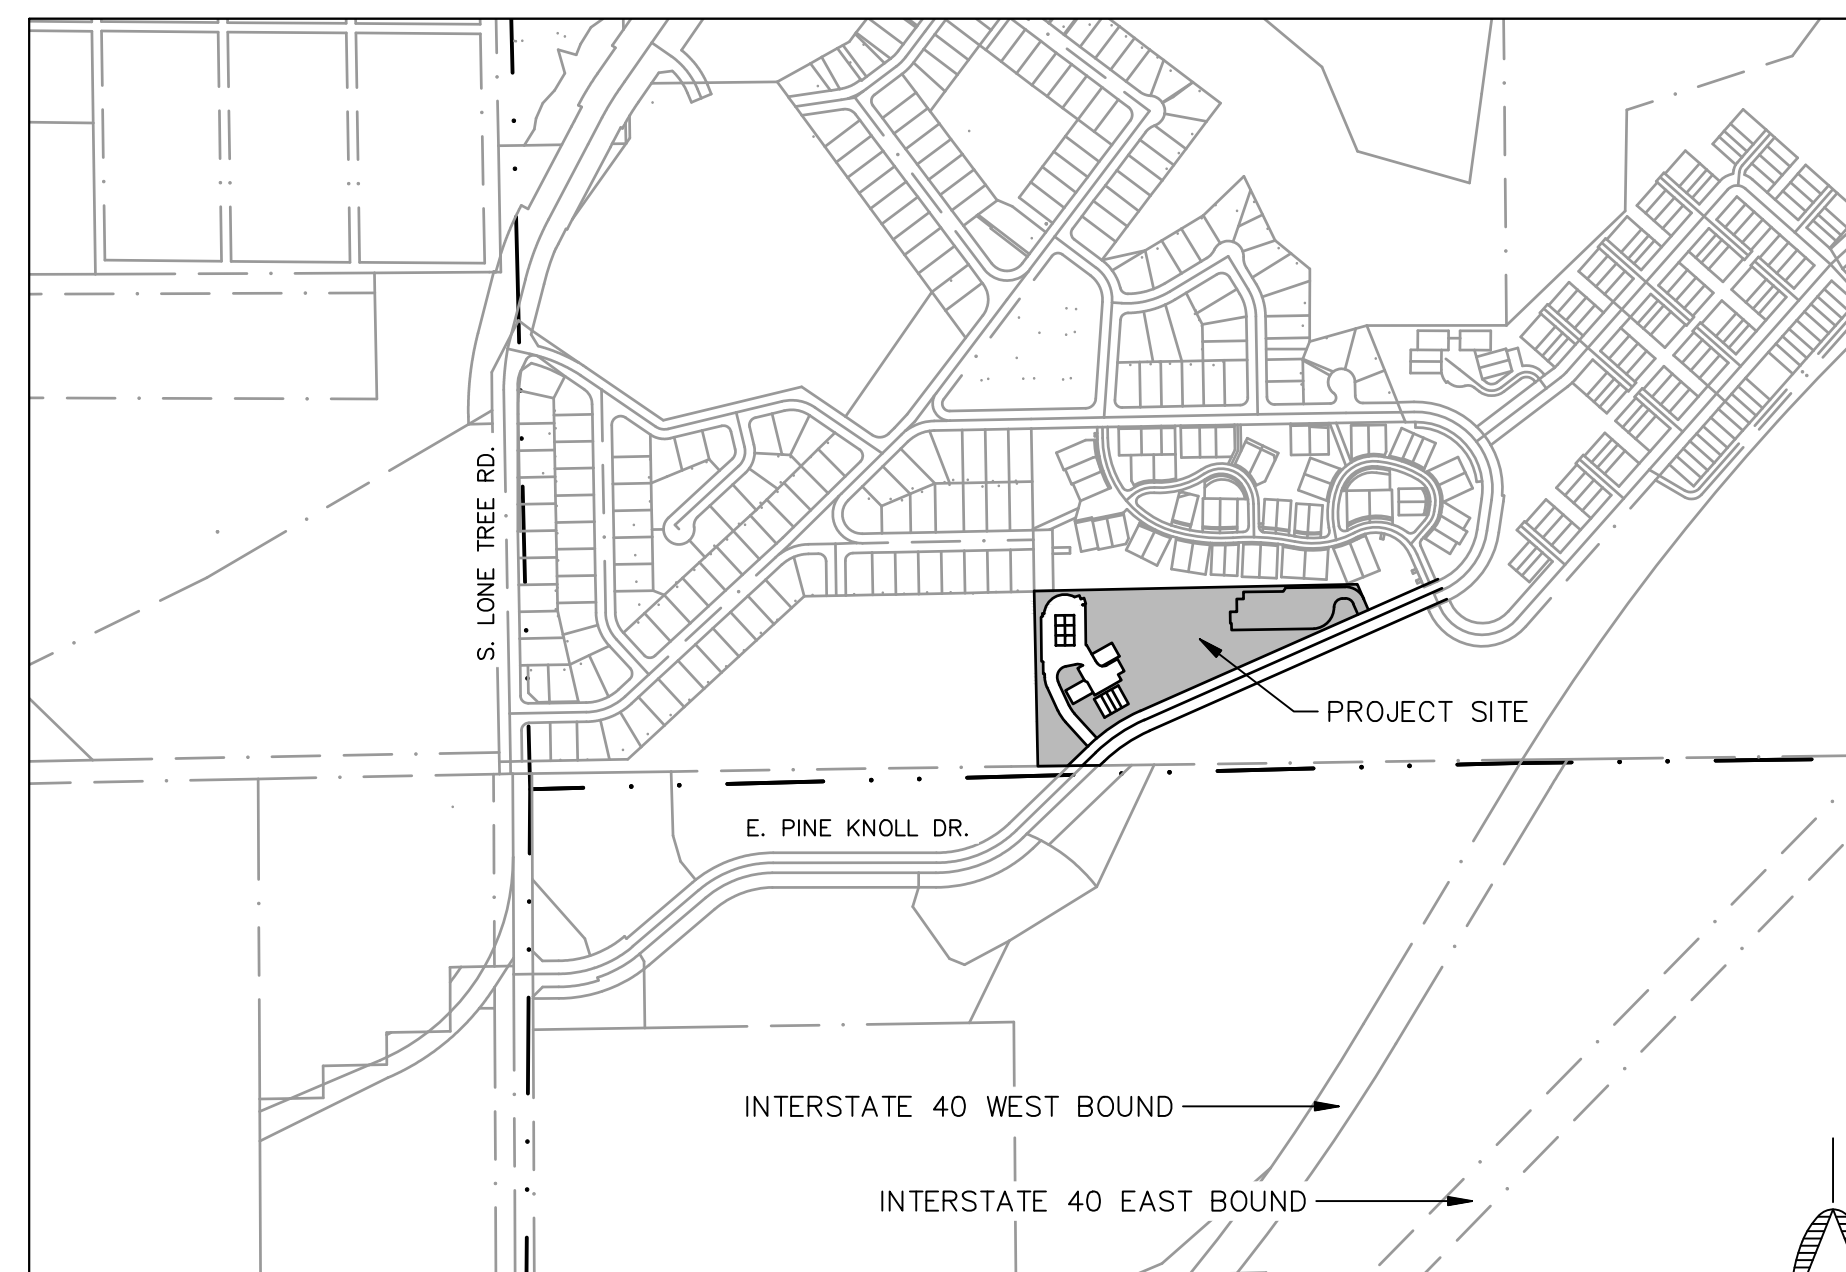 S. LONE TREE RD.
PROJECT SITE
E. PINE KNOLL DR.
INTERSTATE 40 WEST BOUND
INTERSTATE 40 EAST BOUND